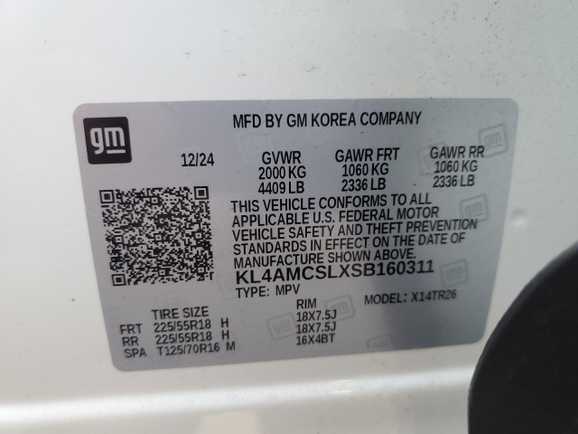 gm
MFD BY GM KOREA COMPANY
12/24 GVWR GAWR FRT GAWR RR
2000 KG 1060 KG 1060 KG
4409 LB 2336 LB 2336 LB
THIS VEHICLE CONFORMS TO ALL
APPLICABLE U.S. FEDERAL MOTOR
VEHICLE SAFETY AND THEFT PREVENTION
STANDARDS IN EFFECT ON THE DATE OF
MANUFACTURE SHOWN ABOVE.
KL4AMCSLXSB160311
TYPE: MPV MODEL: X14TR26
TIRE SIZE RIM
FRT 225/55R18 H 18X7.5J
RR 225/55R18 H 18X7.5J
SPA T125/70R16 M 16X4BT